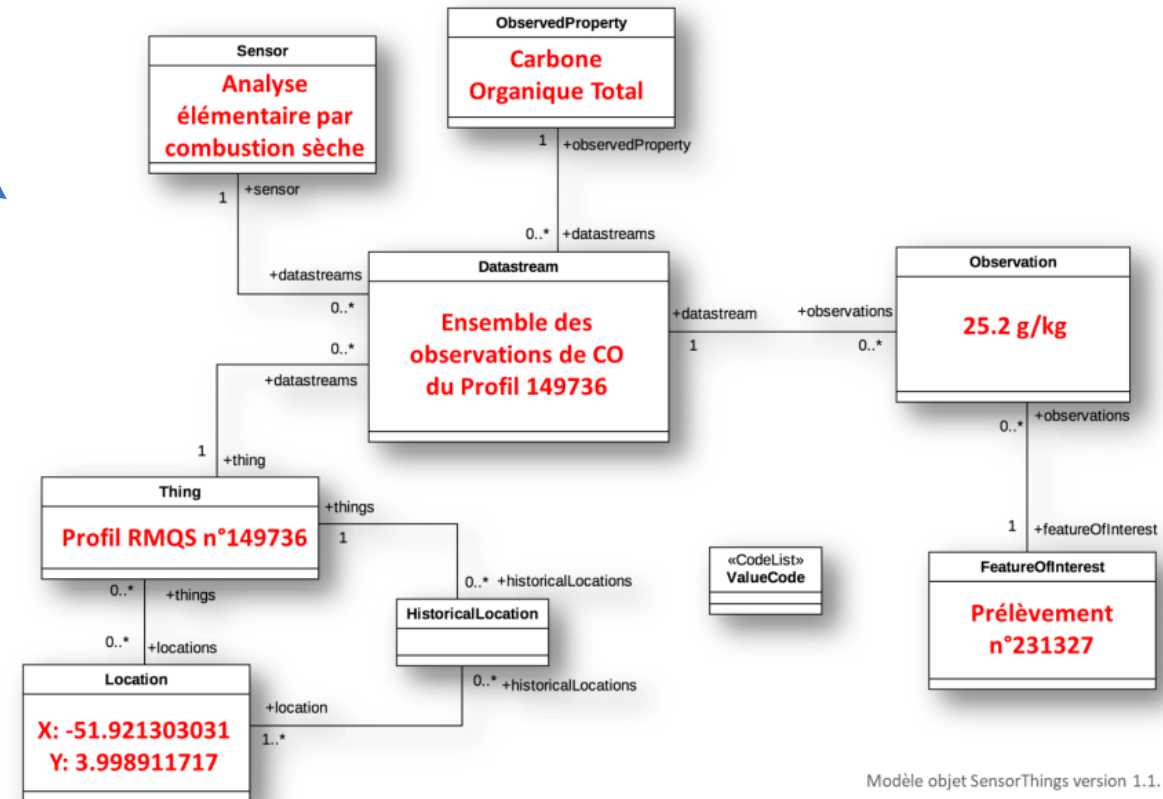 ObservedProperty
Carbone
Organique Total
Sensor
Analyse
élémentaire par
combustion sèche
1 +observedProperty
1 +sensor
0..* +datastreams
+datastreams
0..*
Datastream
Ensemble des
observations de CO
du Profil 149736
+datastream
1
+observations
0..*
Observation
25.2 g/kg
0..*
+datastreams
+observations
0..*
1 +thing
Thing
Profil RMQS n°149736
+things
1
1 +featureOfInterest
FeatureOfInterest
Prélèvement
n°231327
«CodeList»
ValueCode
0..* +historicalLocations
HistoricalLocation
0..* +things
0..* +locations
0..* +historicalLocations
Location
X: -51.921303031
Y: 3.998911717
+location
1..*
Modèle objet SensorThings version 1.1.